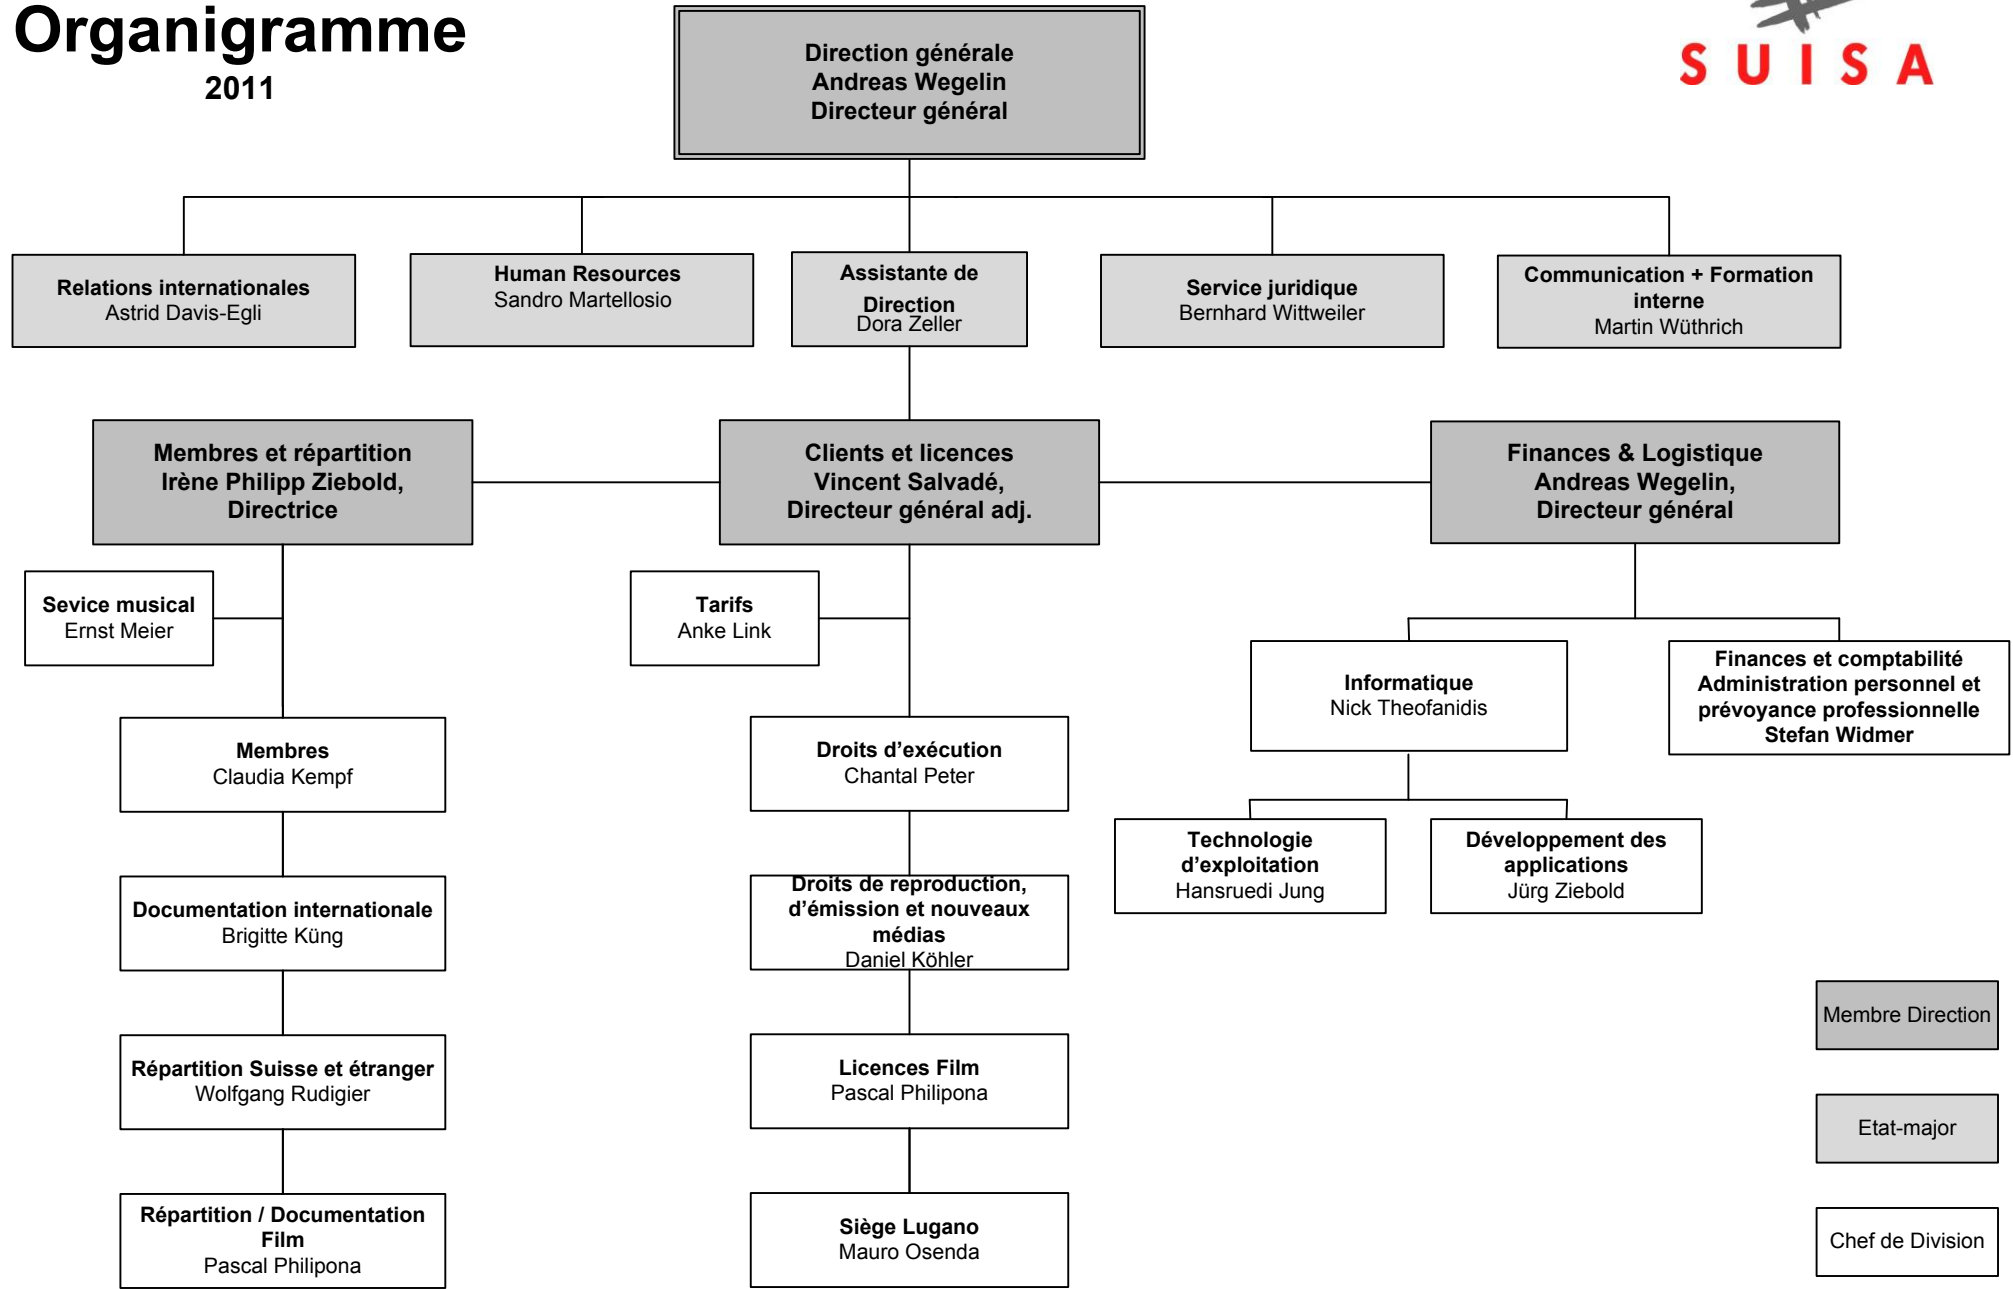 Organigramme
2011
SUISA
Direction générale
Andreas Wegelin
Directeur général
Relations internationales
Astrid Davis-Egli
Human Resources
Sandro Martellosio
Assistante de
Direction
Dora Zeller
Service juridique
Bernhard Wittweiler
Communication + Formation
interne
Martin Wüthrich
Membres et répartition
Irène Philipp Ziebold,
Directrice
Clients et licences
Vincent Salvadé,
Directeur général adj.
Finances & Logistique
Andreas Wegelin,
Directeur général
Sevice musical
Ernst Meier
Tarifs
Anke Link
Informatique
Nick Theofanidis
Finances et comptabilité
Administration personnel et
prévoyance professionnelle
Stefan Widmer
Membres
Claudia Kempf
Droits d'exécution
Chantal Peter
Technologie
d'exploitation
Hansruedi Jung
Développement des
applications
Jürg Ziebold
Documentation internationale
Brigitte Küng
Droits de reproduction,
d'émission et nouveaux
médias
Daniel Köhler
Répartition Suisse et étranger
Wolfgang Rudigier
Licences Film
Pascal Philipona
Répartition / Documentation
Film
Pascal Philipona
Siège Lugano
Mauro Osenda
Membre Direction
Etat-major
Chef de Division